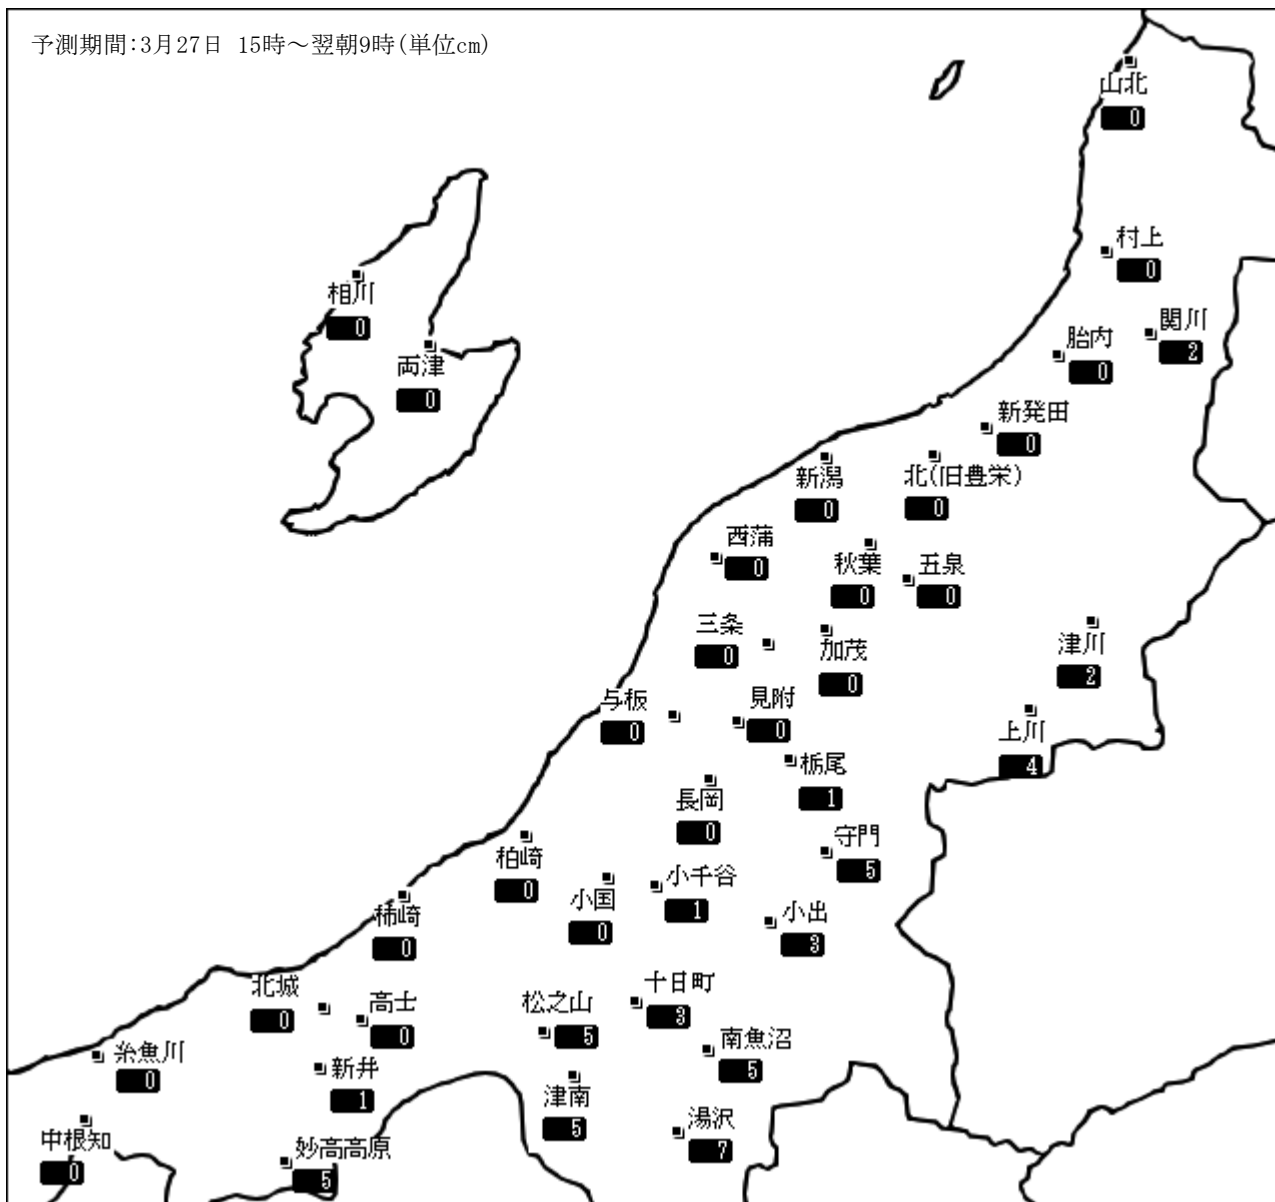 予測期間:3月27日 15時～翌朝9時(単位cm)
山北
0
村上
0
相川
0
関川
2
胎内
0
両津
0
新発田
0
新潟
0
北(旧豊栄)
0
西蒲
0
秋葉
0
五泉
0
三条
0
加茂
0
津川
2
与板
0
見附
0
上川
4
栃尾
1
長岡
0
守門
5
柏崎
0
小千谷
1
小国
0
小出
3
柿崎
0
北城
0
高士
0
松之山
5
十日町
3
南魚沼
5
糸魚川
0
新井
1
津南
5
湯沢
7
中根知
0
妙高高原
5